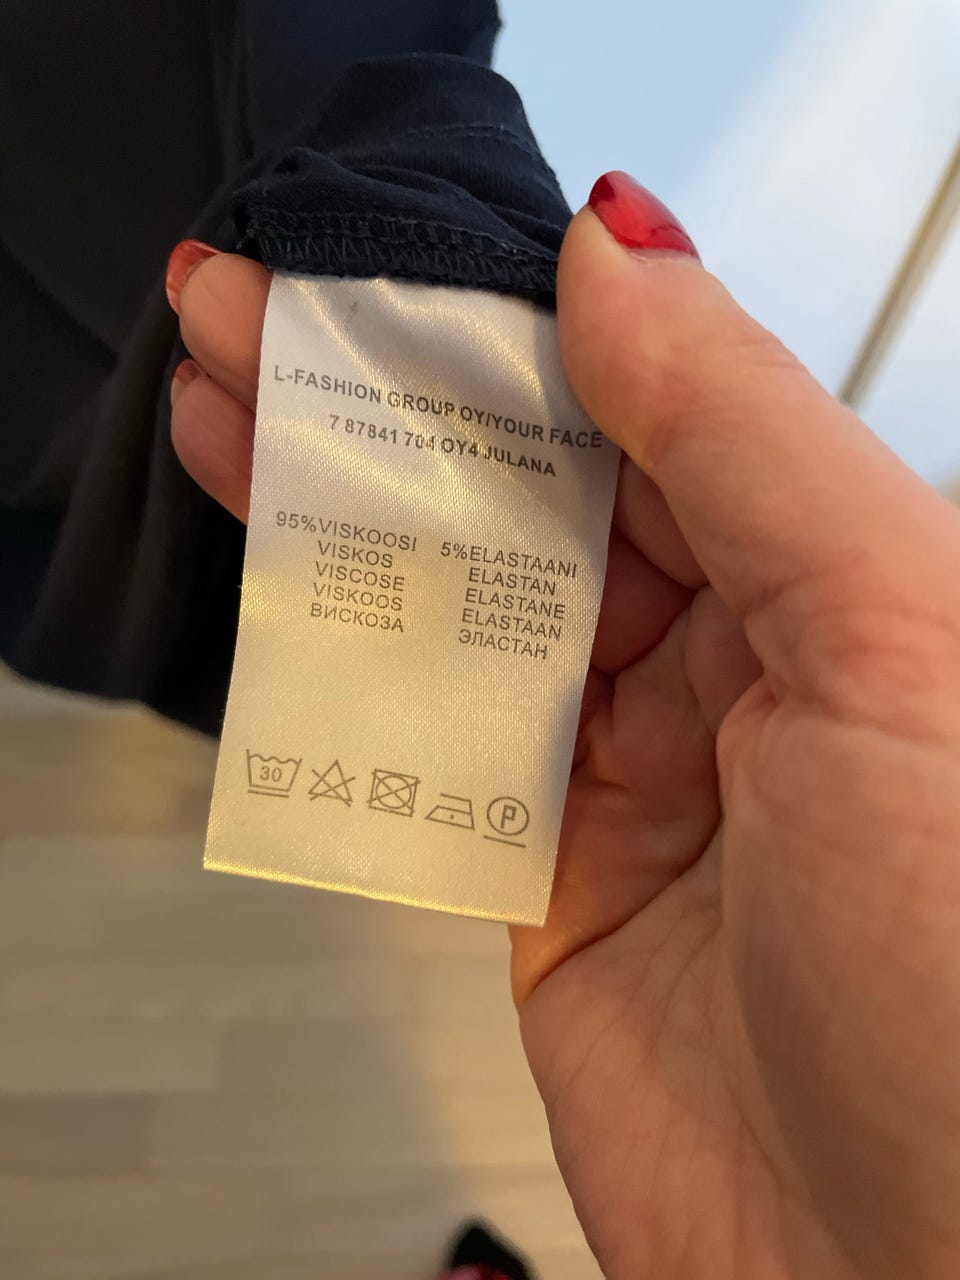 L-FASHION GROUP OY/YOUR FACE
7 87841 704 OY4 JULANA
95%VISKOOSI
VISKOS
VISCOSE
VISKOOS
ВИСКОЗА
5%ELASTAANI
ELASTAN
ELASTANE
ELASTAAN
ЭЛАСТАН
30
P